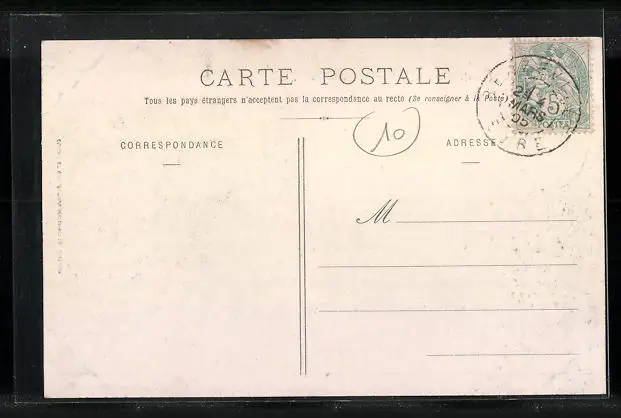 CARTE POSTALE
Tous les pays étrangers n'acceptent pas la correspondance au recto (Se renseigner à la Poste)
10
CORRESPONDANCE
ADRESSE
M
MARS
05